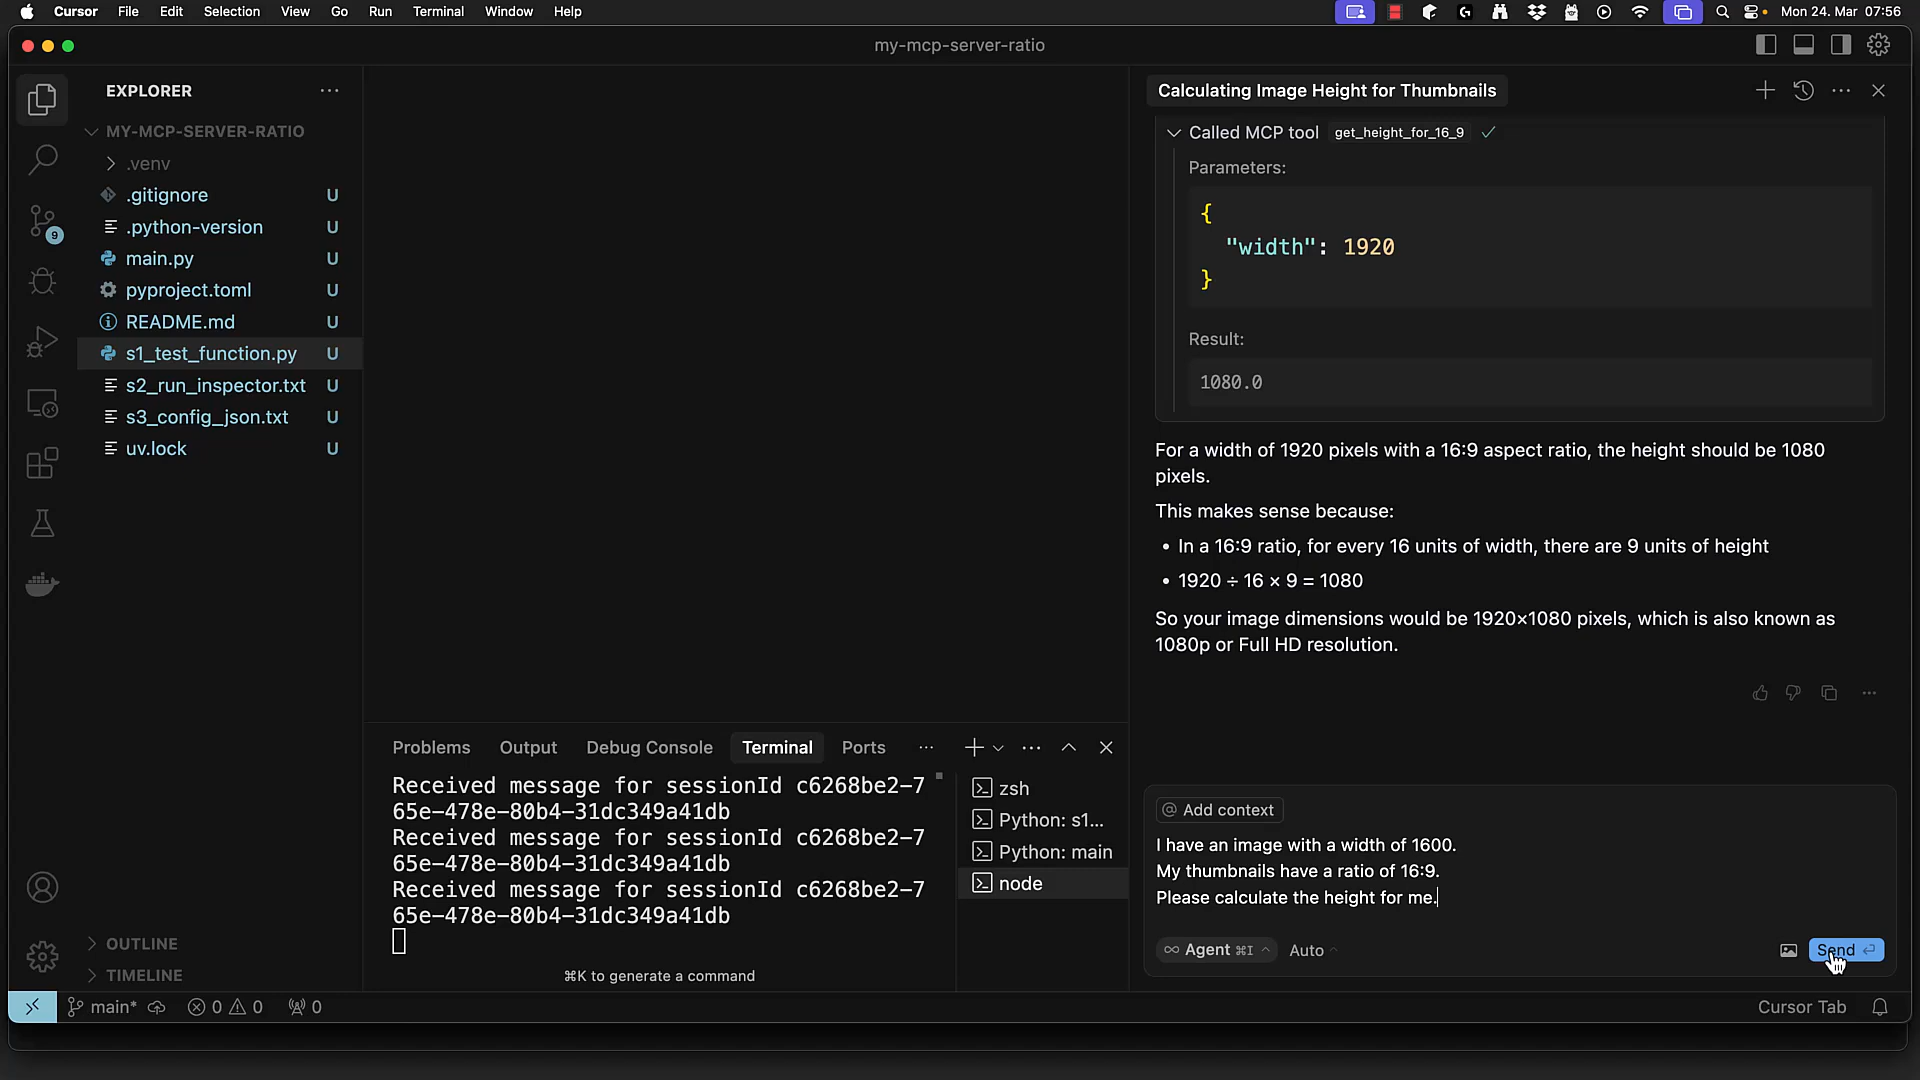 Cursor File Edit Selection View Go Run Terminal Window Help Mon 24. Mar 07:56
my-mcp-server-ratio
EXPLORER
MY-MCP-SERVER-RATIO
.venv
.gitignore U
.python-version U
main.py U
pyproject.toml U
README.md U
s1_test_function.py U
s2_run_inspector.txt U
s3_config_json.txt U
uv.lock U
9
OUTLINE
TIMELINE
Problems Output Debug Console Terminal Ports
Received message for sessionId c6268be2-7
65e-478e-80b4-31dc349a41db
Received message for sessionId c6268be2-7
65e-478e-80b4-31dc349a41db
Received message for sessionId c6268be2-7
65e-478e-80b4-31dc349a41db
⌘K to generate a command
zsh
Python: s1...
Python: main
node
Calculating Image Height for Thumbnails
Called MCP tool get_height_for_16_9
Parameters:
{
"width": 1920
}
Result:
1080.0
For a width of 1920 pixels with a 16:9 aspect ratio, the height should be 1080
pixels.
This makes sense because:
• In a 16:9 ratio, for every 16 units of width, there are 9 units of height
• 1920 ÷ 16 × 9 = 1080
So your image dimensions would be 1920×1080 pixels, which is also known as
1080p or Full HD resolution.
@ Add context
I have an image with a width of 1600.
My thumbnails have a ratio of 16:9.
Please calculate the height for me.
∞ Agent ⌘I Auto Send ⏎
main* 0 0 0 Cursor Tab